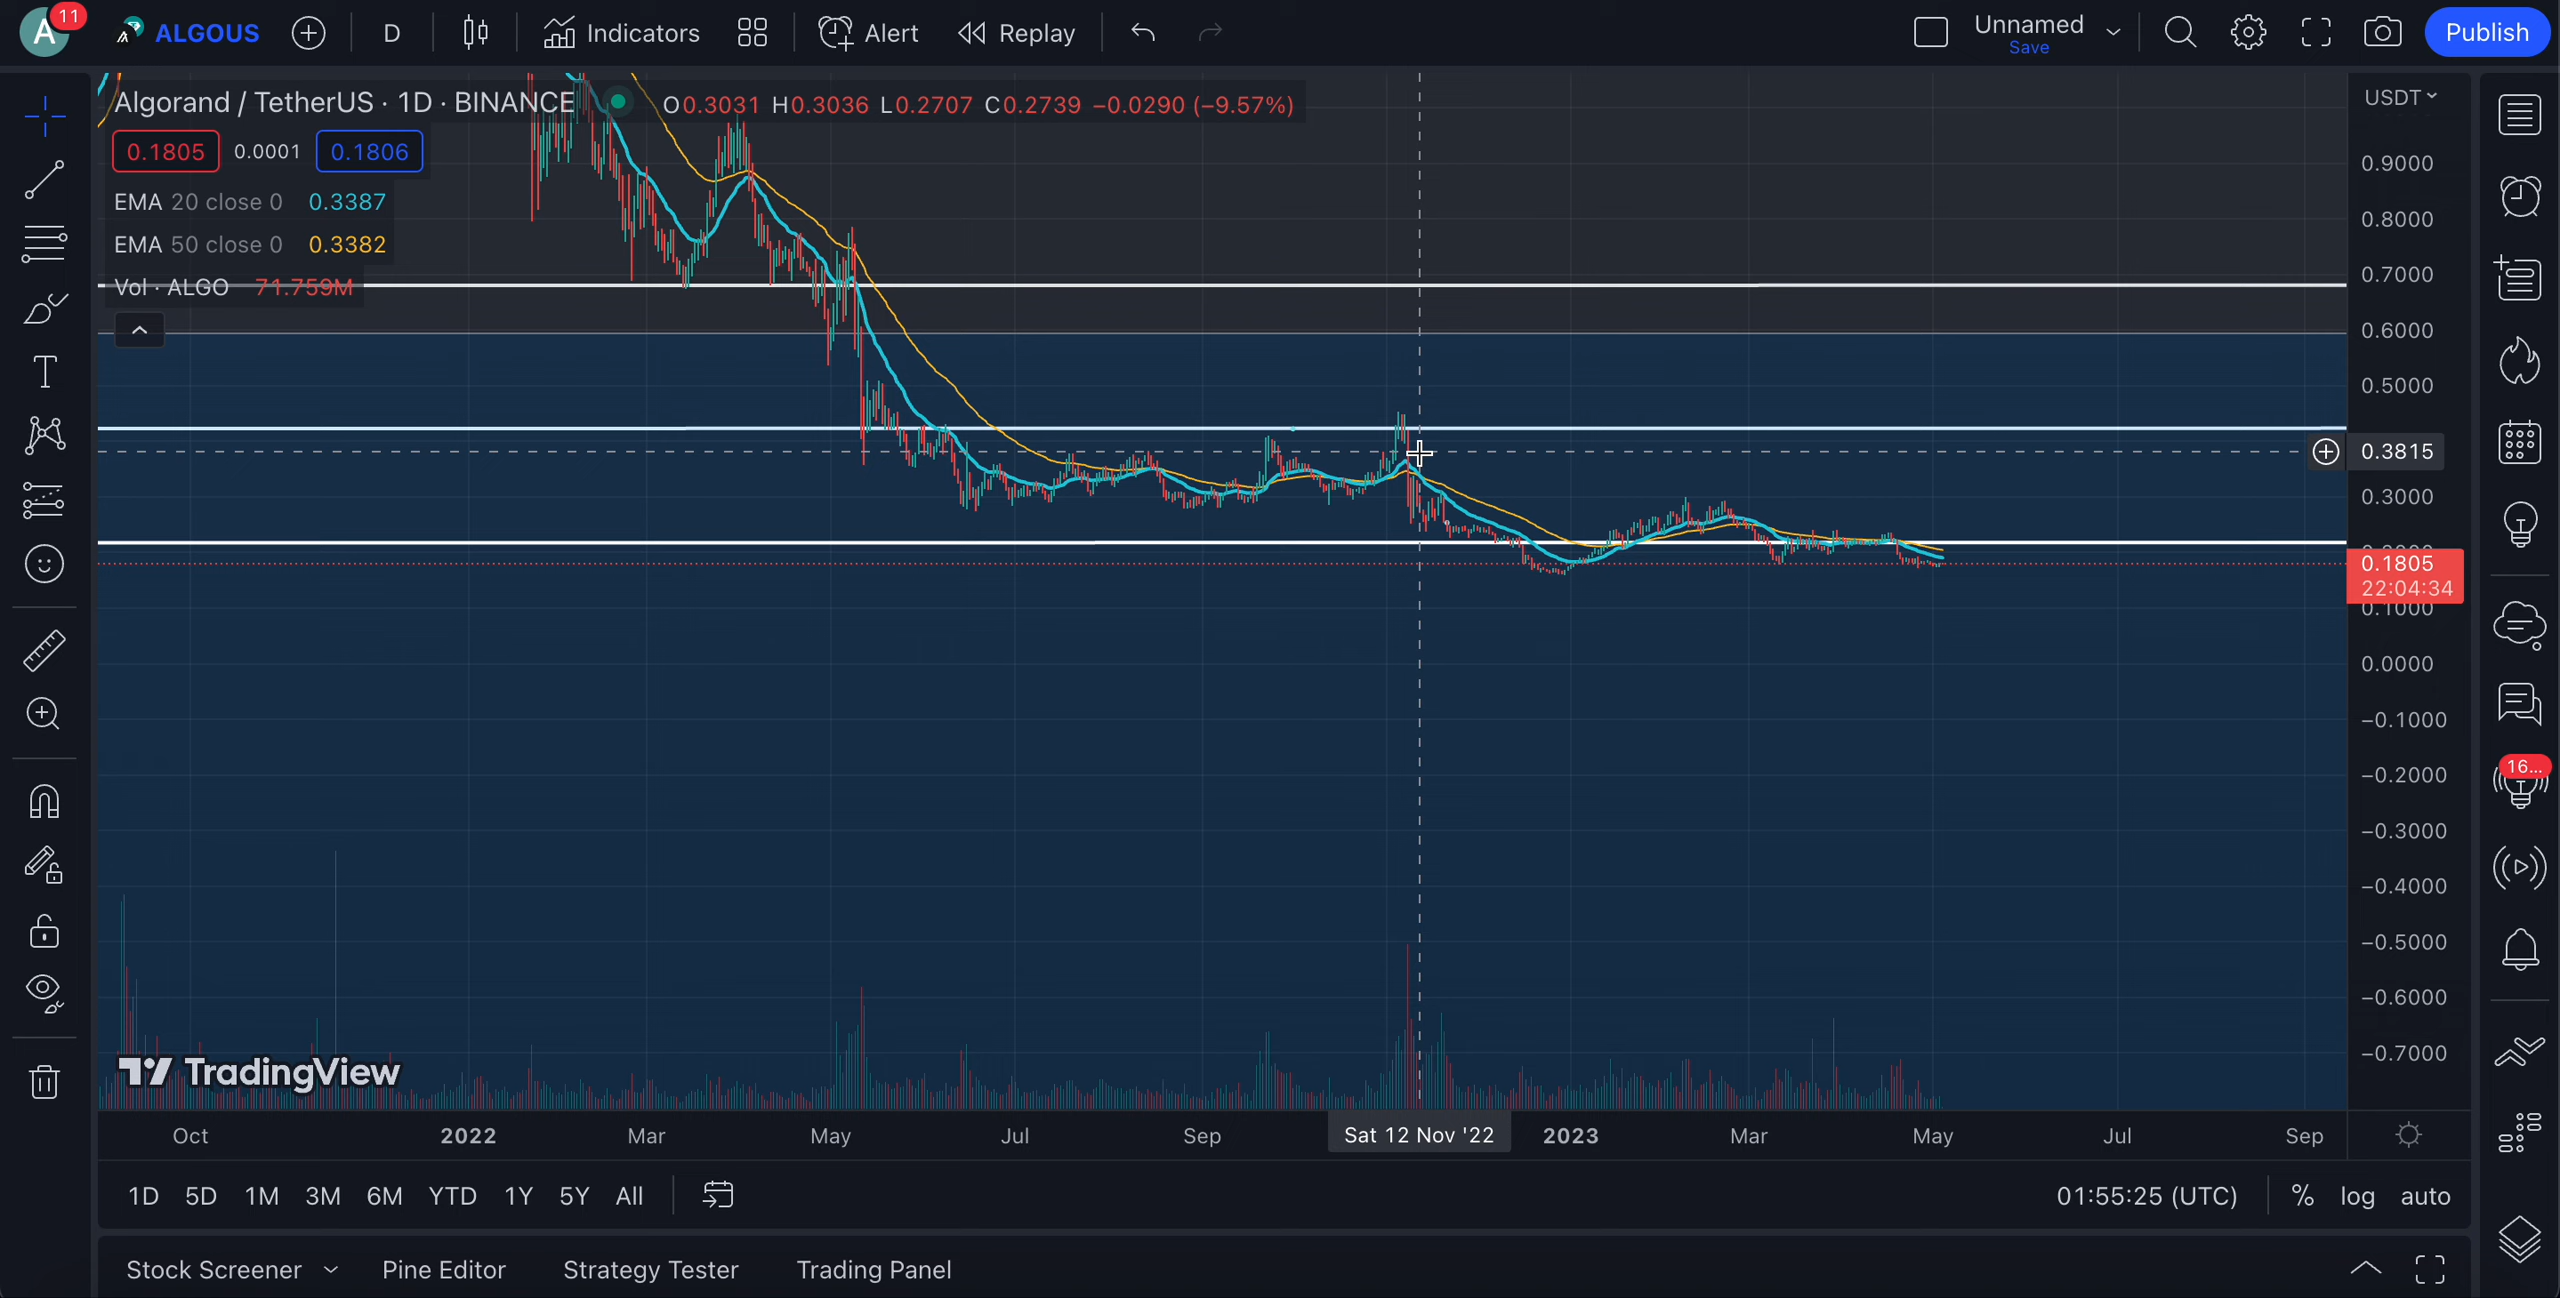 A 11 ALGOUS D Indicators Alert Replay Unnamed Save Publish
Algorand / TetherUS · 1D · BINANCE O0.3031 H0.3036 L0.2707 C0.2739 −0.0290 (−9.57%)
0.1805 0.0001 0.1806
EMA 20 close 0 0.3387
EMA 50 close 0 0.3382
Vol · ALGO 71.759M
USDT
0.9000
0.8000
0.7000
0.6000
0.5000
0.3815
0.3000
0.1805
22:04:34
0.1000
0.0000
−0.1000
−0.2000
−0.3000
−0.4000
−0.5000
−0.6000
−0.7000
16...
TradingView
Oct 2022 Mar May Jul Sep Sat 12 Nov '22 2023 Mar May Jul Sep
1D 5D 1M 3M 6M YTD 1Y 5Y All 01:55:25 (UTC) % log auto
Stock Screener Pine Editor Strategy Tester Trading Panel